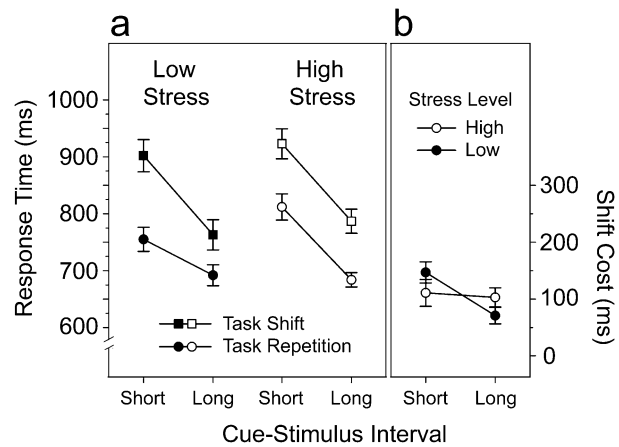 a
b
Low
Stress
High
Stress
Stress Level
High
Low
Response Time (ms)
1000
900
800
700
600
Task Shift
Task Repetition
300
200
100
0
Shift Cost (ms)
Short
Long
Short
Long
Short
Long
Cue-Stimulus Interval